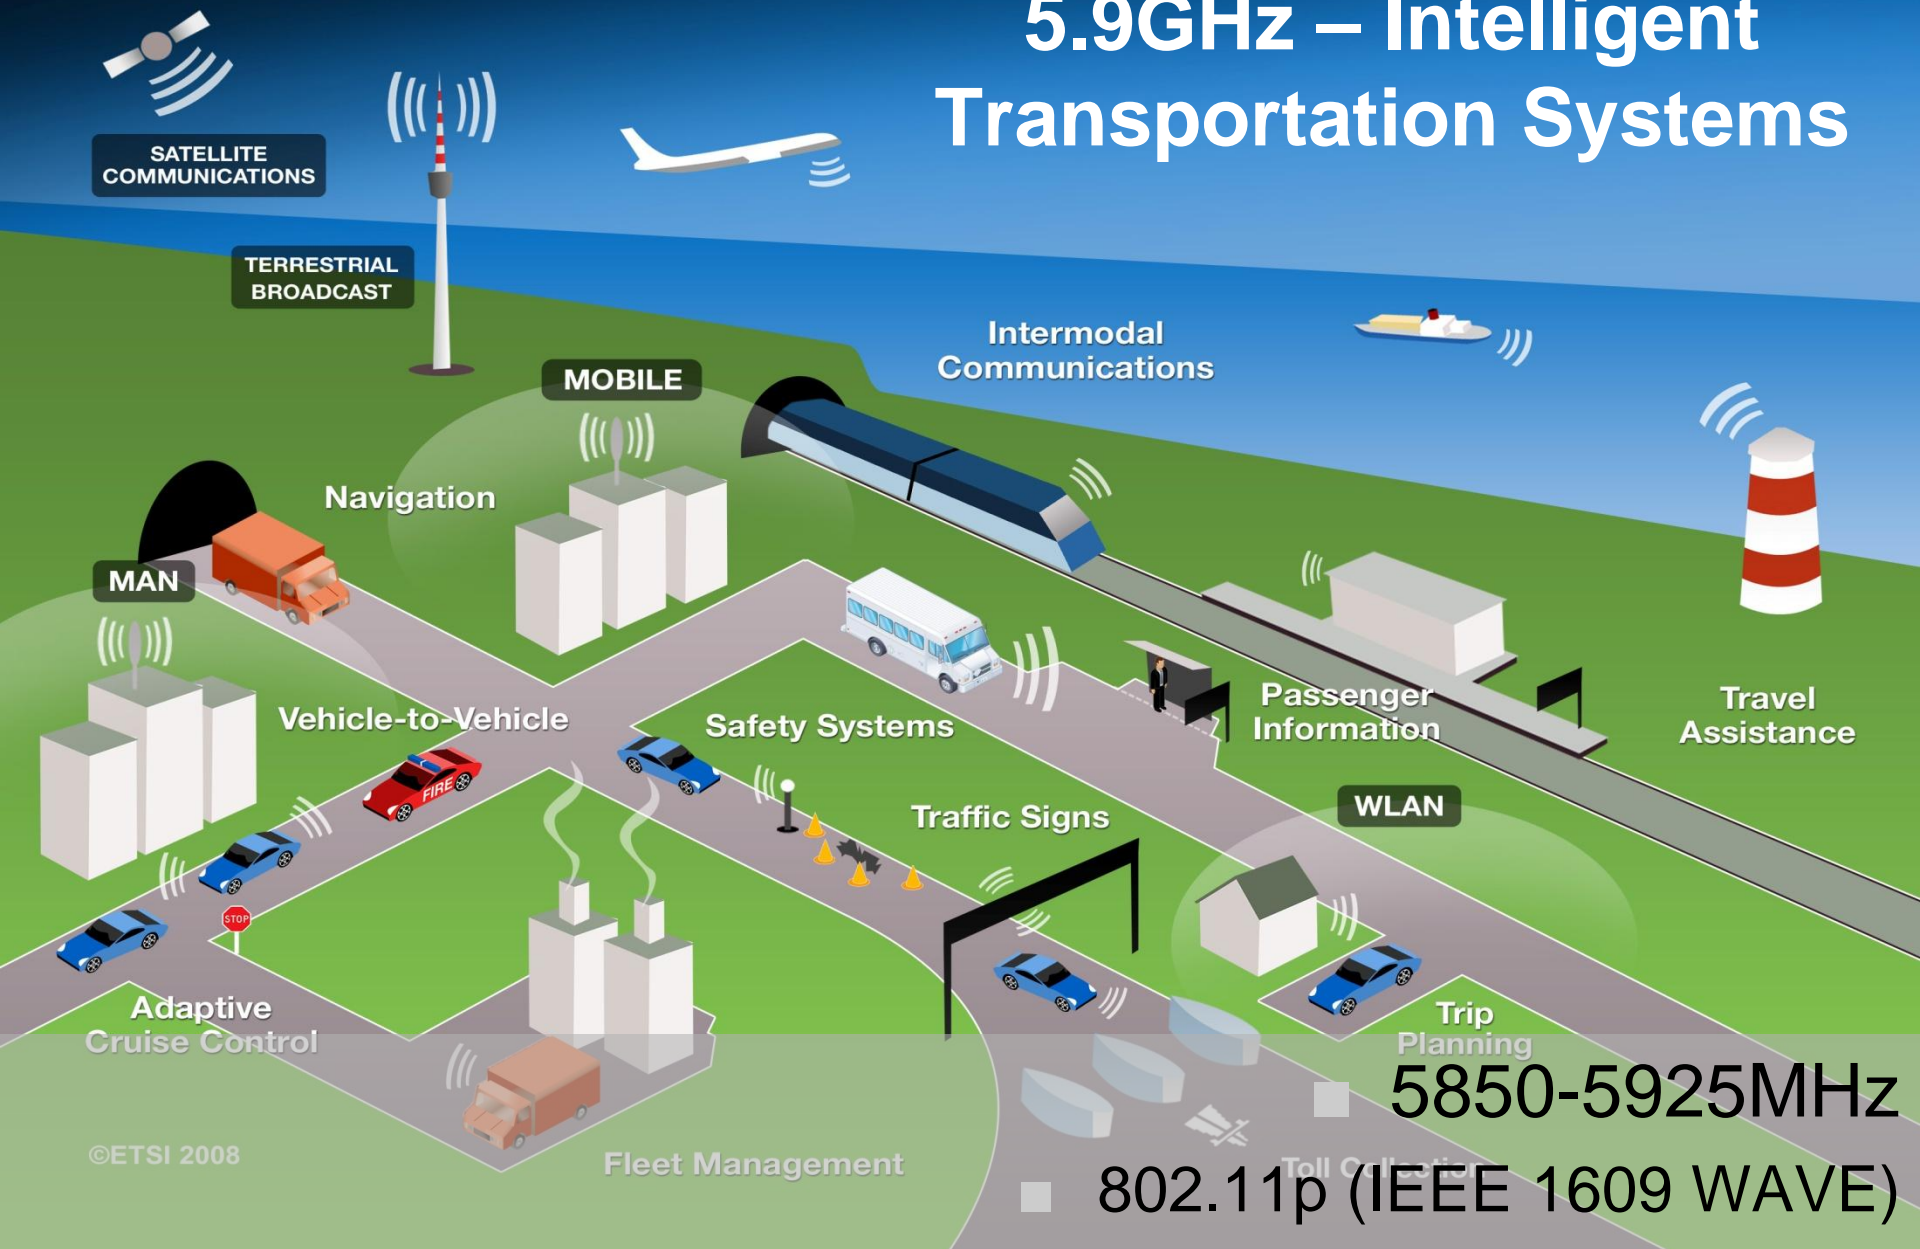 5.9GHz – Intelligent
Transportation Systems
SATELLITE
COMMUNICATIONS
TERRESTRIAL
BROADCAST
Intermodal
Communications
MOBILE
Navigation
MAN
Vehicle-to-Vehicle
Safety Systems
Passenger
Information
Travel
Assistance
FIRE
Traffic Signs
WLAN
STOP
Adaptive
Cruise Control
Trip
Planning
5850-5925MHz
©ETSI 2008
Fleet Management
Toll Collection
802.11p (IEEE 1609 WAVE)